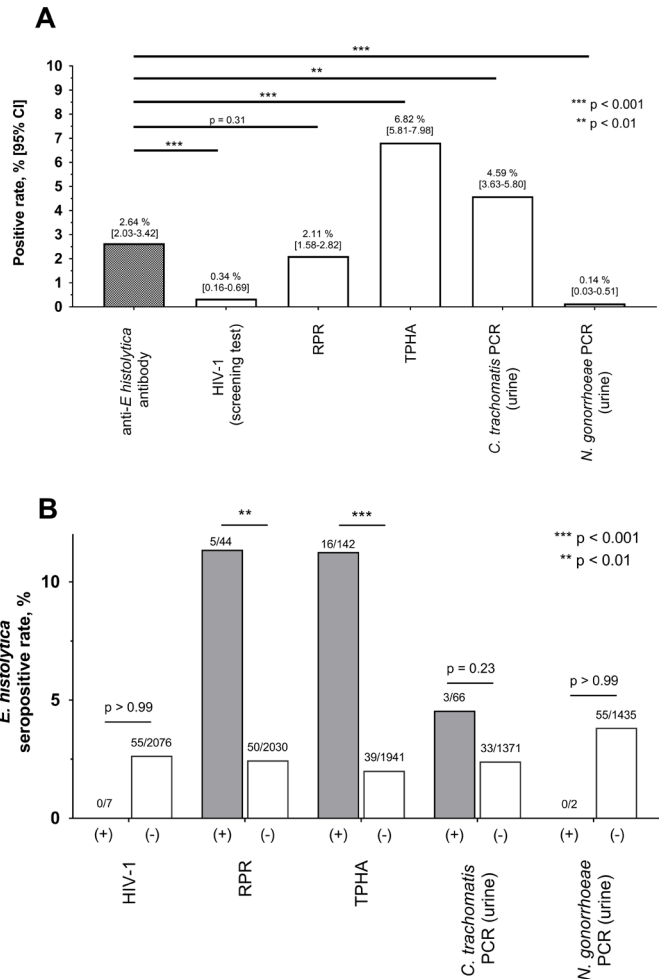 A
***
**
***
p = 0.31
***
*** p < 0.001
** p < 0.01
Positive rate, % [95% CI]
10
9
8
7
6
5
4
3
2
1
0
2.64 %
[2.03-3.42]
0.34 %
[0.16-0.69]
2.11 %
[1.58-2.82]
6.82 %
[5.81-7.98]
4.59 %
[3.63-5.80]
0.14 %
[0.03-0.51]
anti-E histolytica
antibody
HIV-1
(screening test)
RPR
TPHA
C. trachomatis PCR
(urine)
N. gonorrhoeae PCR
(urine)
B
E. histolytica
seropositive rate, %
10
5
0
** 
***
*** p < 0.001
** p < 0.01
p > 0.99
p = 0.23
p > 0.99
0/7
55/2076
5/44
50/2030
16/142
39/1941
3/66
33/1371
0/2
55/1435
(+) (-) (+) (-) (+) (-) (+) (-) (+) (-)
HIV-1
RPR
TPHA
C. trachomatis
PCR (urine)
N. gonorrhoeae
PCR (urine)